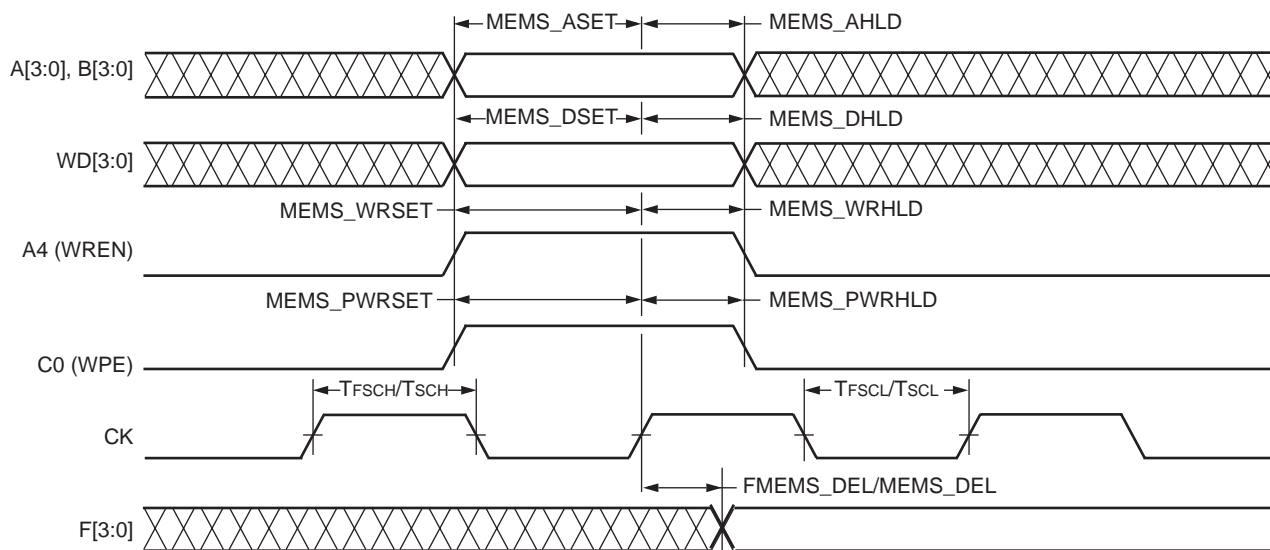 MEMS_ASET MEMS_AHLD
A[3:0], B[3:0]
MEMS_DSET MEMS_DHLD
WD[3:0]
MEMS_WRSET MEMS_WRHLD
A4 (WREN)
MEMS_PWRSET MEMS_PWRHLD
C0 (WPE)
TFSCH/TSCH TFSCL/TSCL
CK
FMEMS_DEL/MEMS_DEL
F[3:0]